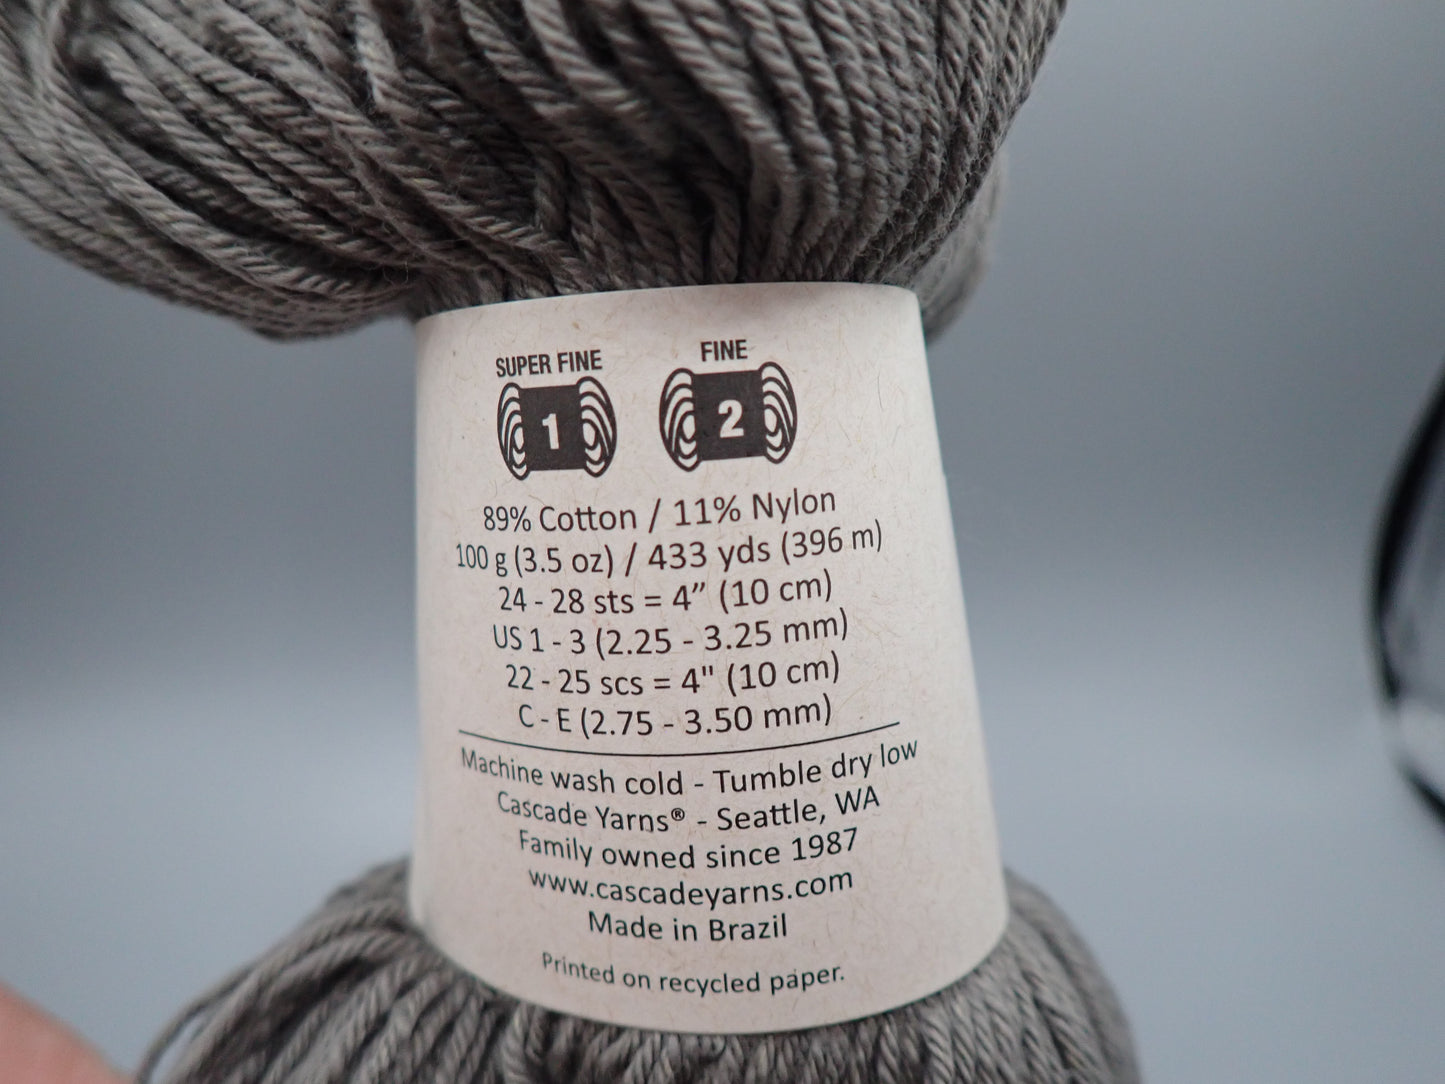 SUPER FINE FINE
1 2
89% Cotton / 11% Nylon
100 g (3.5 oz) / 433 yds (396 m)
24 - 28 sts = 4” (10 cm)
US 1 - 3 (2.25 - 3.25 mm)
22 - 25 scs = 4" (10 cm)
C - E (2.75 - 3.50 mm)
Machine wash cold - Tumble dry low
Cascade Yarns® - Seattle, WA
Family owned since 1987
www.cascadeyarns.com
Made in Brazil
Printed on recycled paper.